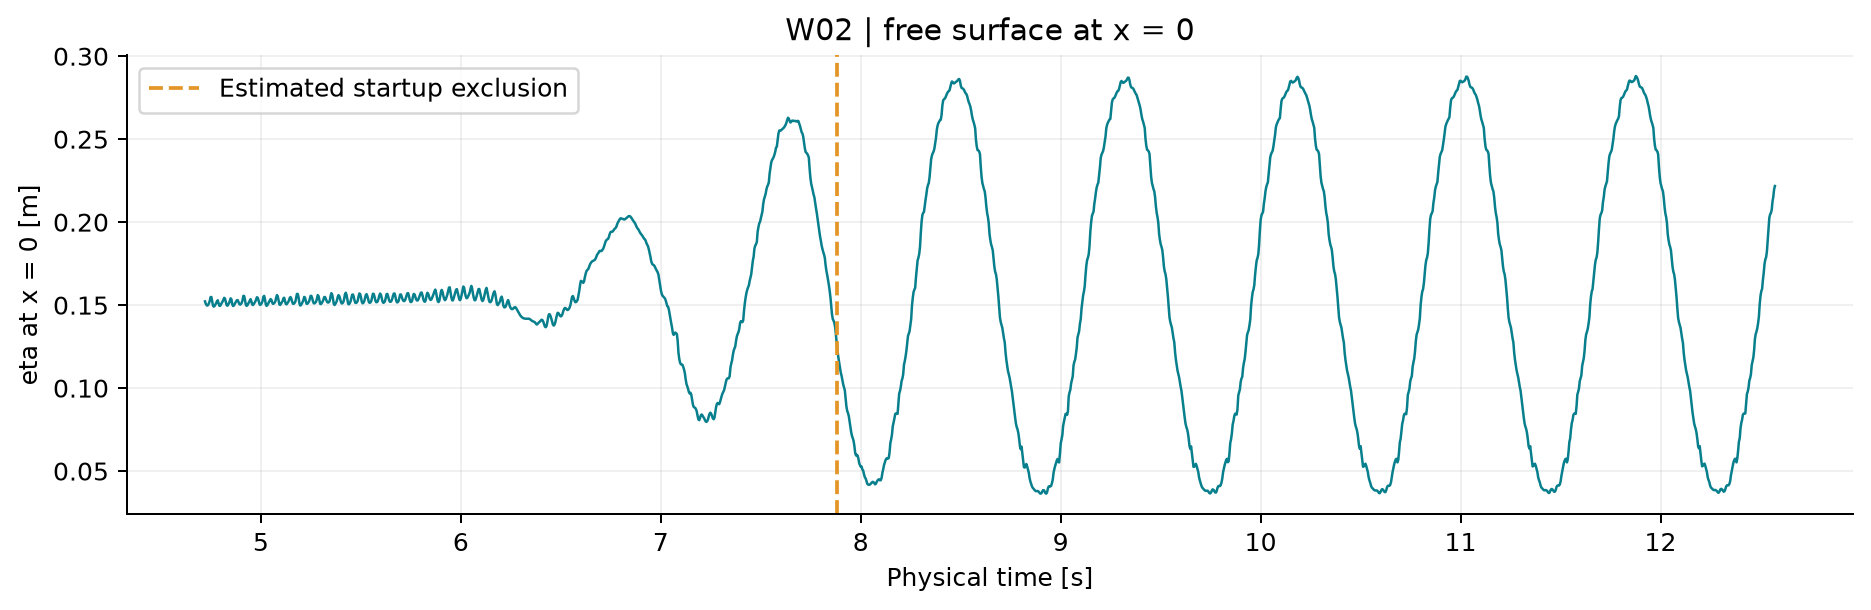 W02 | free surface at x = 0
Estimated startup exclusion
eta at x = 0 [m]
0.30
0.25
0.20
0.15
0.10
0.05
5 6 7 8 9 10 11 12
Physical time [s]